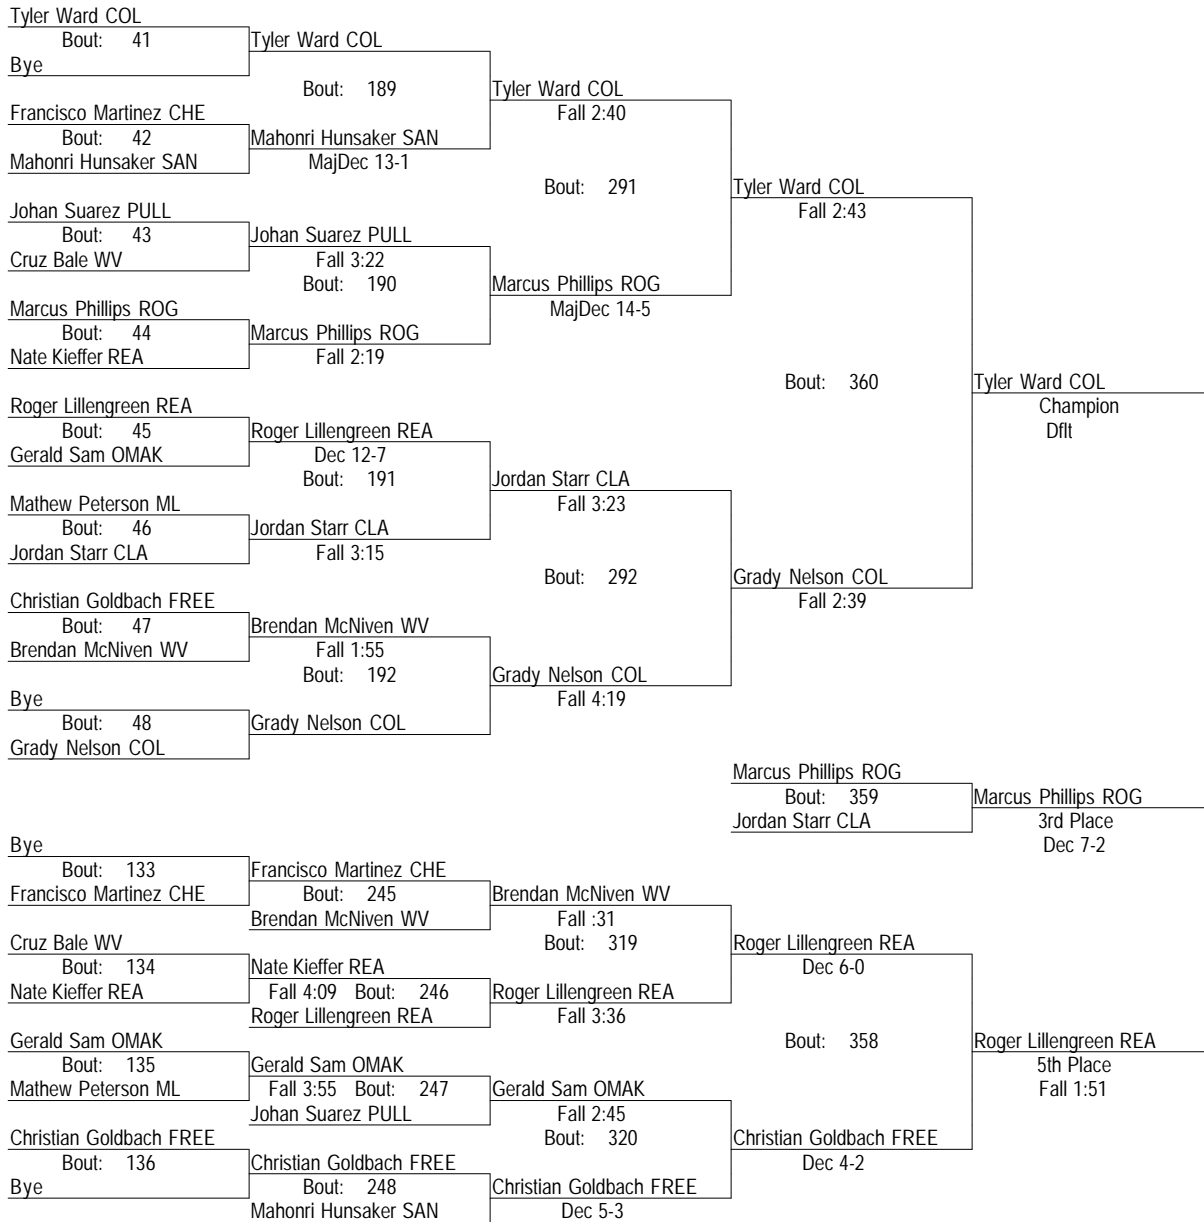 Tyler Ward COL
Bout: 41
Tyler Ward COL
Bye
Bout: 189
Tyler Ward COL
Francisco Martinez CHE
Fall 2:40
Bout: 42
Mahonri Hunsaker SAN
Mahonri Hunsaker SAN
MajDec 13-1
Bout: 291
Tyler Ward COL
Johan Suarez PULL
Fall 2:43
Bout: 43
Johan Suarez PULL
Cruz Bale WV
Fall 3:22
Bout: 190
Marcus Phillips ROG
Marcus Phillips ROG
MajDec 14-5
Bout: 44
Marcus Phillips ROG
Nate Kieffer REA
Fall 2:19
Bout: 360
Tyler Ward COL
Roger Lillengreen REA
Champion
Bout: 45
Roger Lillengreen REA
Dflt
Gerald Sam OMAK
Dec 12-7
Bout: 191
Jordan Starr CLA
Mathew Peterson ML
Fall 3:23
Bout: 46
Jordan Starr CLA
Jordan Starr CLA
Fall 3:15
Bout: 292
Grady Nelson COL
Christian Goldbach FREE
Fall 2:39
Bout: 47
Brendan McNiven WV
Brendan McNiven WV
Fall 1:55
Bout: 192
Grady Nelson COL
Bye
Fall 4:19
Bout: 48
Grady Nelson COL
Grady Nelson COL
Marcus Phillips ROG
Bout: 359
Marcus Phillips ROG
Jordan Starr CLA
3rd Place
Dec 7-2
Bye
Bout: 133
Francisco Martinez CHE
Francisco Martinez CHE
Bout: 245
Brendan McNiven WV
Brendan McNiven WV
Fall :31
Cruz Bale WV
Bout: 319
Roger Lillengreen REA
Bout: 134
Nate Kieffer REA
Dec 6-0
Nate Kieffer REA
Fall 4:09 Bout: 246
Roger Lillengreen REA
Roger Lillengreen REA
Fall 3:36
Gerald Sam OMAK
Bout: 358
Roger Lillengreen REA
Bout: 135
Gerald Sam OMAK
5th Place
Mathew Peterson ML
Fall 3:55 Bout: 247
Gerald Sam OMAK
Fall 1:51
Johan Suarez PULL
Fall 2:45
Christian Goldbach FREE
Bout: 320
Christian Goldbach FREE
Bout: 136
Christian Goldbach FREE
Dec 4-2
Bye
Bout: 248
Christian Goldbach FREE
Mahonri Hunsaker SAN
Dec 5-3